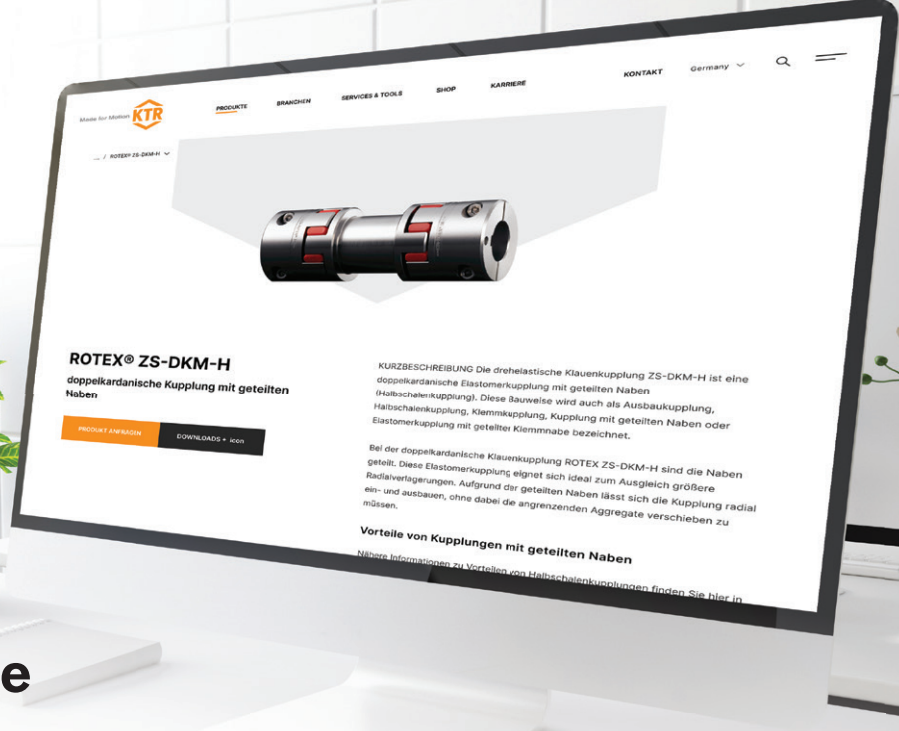 Made for Motion KTR
PRODUKTE BRANCHEN SERVICES & TOOLS SHOP KARRIERE KONTAKT Germany
... / ROTEX® ZS-DKM-H
ROTEX® ZS-DKM-H
doppelkardanische Kupplung mit geteilten
Naben
PRODUKT ANFRAGEN DOWNLOADS + icon
KURZBESCHREIBUNG Die drehelastische Klauenkupplung ZS-DKM-H ist eine
doppelkardanische Elastomerkupplung mit geteilten Naben
(Halbschalenkupplung). Diese Bauweise wird auch als Ausbaukupplung,
Halbschalenkupplung, Klemmkupplung, Kupplung mit geteilten Naben oder
Elastomerkupplung mit geteilter Klemmnabe bezeichnet.
Bei der doppelkardanische Klauenkupplung ROTEX ZS-DKM-H sind die Naben
geteilt. Diese Elastomerkupplung eignet sich ideal zum Ausgleich größere
Radialverlagerungen. Aufgrund der geteilten Naben lässt sich die Kupplung radial
ein- und ausbauen, ohne dabei die angrenzenden Aggregate verschieben zu
müssen.
Vorteile von Kupplungen mit geteilten Naben
Nähere Informationen zu Vorteilen von Halbschalenkupplungen finden Sie hier in
e